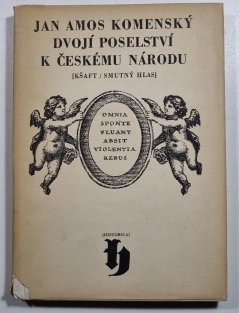 JAN AMOS KOMENSKÝ
DVOJÍ POSELSTVÍ
K ČESKÉMU NÁRODU
[KŠAFT / SMUTNÝ HLAS]
OMNIA
SPONTE
FLUANT
ABSIT
VIOLENTIA
REBUS
[HISTORICA]
h